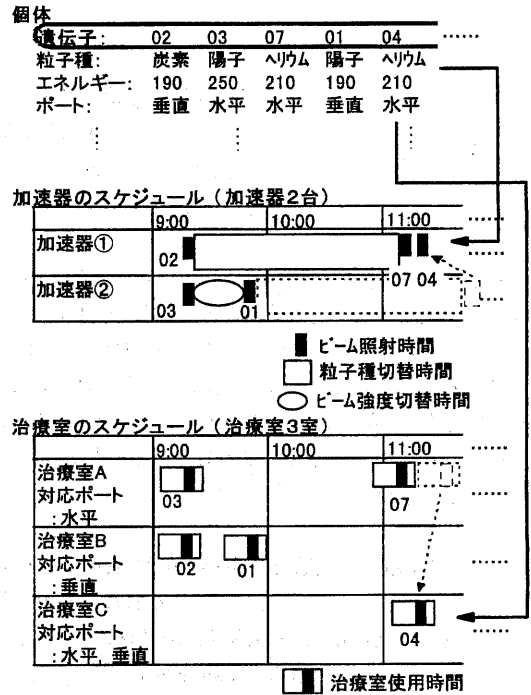 個体
遺伝子: 02 03 07 01 04 ……
粒子種: 炭素 陽子 ヘリウム 陽子 ヘリウム
エネルギー: 190 250 210 190 210
ポート: 垂直 水平 水平 垂直 水平
加速器のスケジュール(加速器2台)
9:00 10:00 11:00 ……
加速器① 02 07 04 ……
加速器② 03 01 ……
ビーム照射時間
粒子種切替時間
ビーム強度切替時間
治療室のスケジュール(治療室3室)
9:00 10:00 11:00 ……
治療室A
対応ポート ……
:水平
03 07
治療室B
対応ポート ……
:垂直
02 01
治療室C
対応ポート ……
:水平, 垂直
04
治療室使用時間